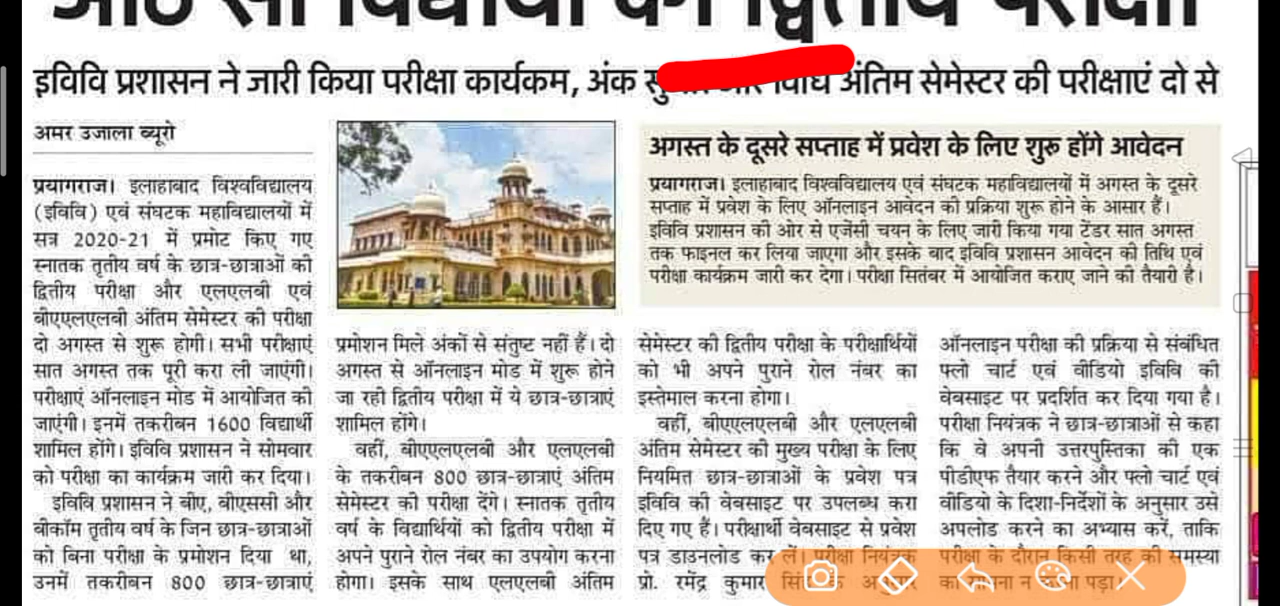 आठ सौ विद्यार्थी की द्वितीय परीक्षा
इविवि प्रशासन ने जारी किया परीक्षा कार्यकम, अंक अंतिम सेमेस्टर की परीक्षाएं दो से
अमर उजाला ब्यूरो
प्रयागराज। इलाहाबाद विश्वविद्यालय
(इविवि) एवं संघटक महाविद्यालयों में
सत्र 2020-21 में प्रमोट किए गए
स्नातक तृतीय वर्ष के छात्र-छात्राओं की
द्वितीय परीक्षा और एलएलबी एवं
बीएएलएलबी अंतिम सेमेस्टर की परीक्षा
दो अगस्त से शुरू होगी। सभी परीक्षाएं
सात अगस्त तक पूरी करा ली जाएंगी।
परीक्षाएं ऑनलाइन मोड में आयोजित की
जाएंगी। इनमें तकरीबन 1600 विद्यार्थी
शामिल होंगे। इविवि प्रशासन ने सोमवार
को परीक्षा का कार्यक्रम जारी कर दिया।
इविवि प्रशासन ने बीए, बीएससी और
बीकॉम तृतीय वर्ष के जिन छात्र-छात्राओं
को बिना परीक्षा के प्रमोशन दिया था,
उनमें तकरीबन 800 छात्र-छात्राएं
प्रमोशन मिले अंकों से संतुष्ट नहीं हैं। दो
अगस्त से ऑनलाइन मोड में शुरू होने
जा रही द्वितीय परीक्षा में ये छात्र-छात्राएं
शामिल होंगे।
वहीं, बीएएलएलबी और एलएलबी
के तकरीबन 800 छात्र-छात्राएं अंतिम
सेमेस्टर की परीक्षा देंगे। स्नातक तृतीय
वर्ष के विद्यार्थियों को द्वितीय परीक्षा में
अपने पुराने रोल नंबर का उपयोग करना
होगा। इसके साथ एलएलबी अंतिम
अगस्त के दूसरे सप्ताह में प्रवेश के लिए शुरू होंगे आवेदन
प्रयागराज। इलाहाबाद विश्वविद्यालय एवं संघटक महाविद्यालयों में अगस्त के दूसरे
सप्ताह में प्रवेश के लिए ऑनलाइन आवेदन की प्रक्रिया शुरू होने के आसार हैं।
इविवि प्रशासन की ओर से एजेंसी चयन के लिए जारी किया गया टेंडर सात अगस्त
तक फाइनल कर लिया जाएगा और इसके बाद इविवि प्रशासन आवेदन की तिथि एवं
परीक्षा कार्यक्रम जारी कर देगा। परीक्षा सितंबर में आयोजित कराए जाने की तैयारी है।
सेमेस्टर की द्वितीय परीक्षा के परीक्षार्थियों
को भी अपने पुराने रोल नंबर का
इस्तेमाल करना होगा।
वहीं, बीएएलएलबी और एलएलबी
अंतिम सेमेस्टर की मुख्य परीक्षा के लिए
नियमित छात्र-छात्राओं के प्रवेश पत्र
इविवि की वेबसाइट पर उपलब्ध करा
दिए गए हैं। परीक्षार्थी वेबसाइट से प्रवेश
पत्र डाउनलोड कर लें। परीक्षा नियंत्रक
प्रो. रमेंद्र कुमार सिंह के अनुसार
ऑनलाइन परीक्षा की प्रक्रिया से संबंधित
फ्लो चार्ट एवं वीडियो इविवि की
वेबसाइट पर प्रदर्शित कर दिया गया है।
परीक्षा नियंत्रक ने छात्र-छात्राओं से कहा
कि वे अपनी उत्तरपुस्तिका की एक
पीडीएफ तैयार करने और फ्लो चार्ट एवं
वीडियो के दिशा-निर्देशों के अनुसार उसे
अपलोड करने का अभ्यास करें, ताकि
परीक्षा के दौरान किसी तरह की समस्या
का सामना न करना पड़े।